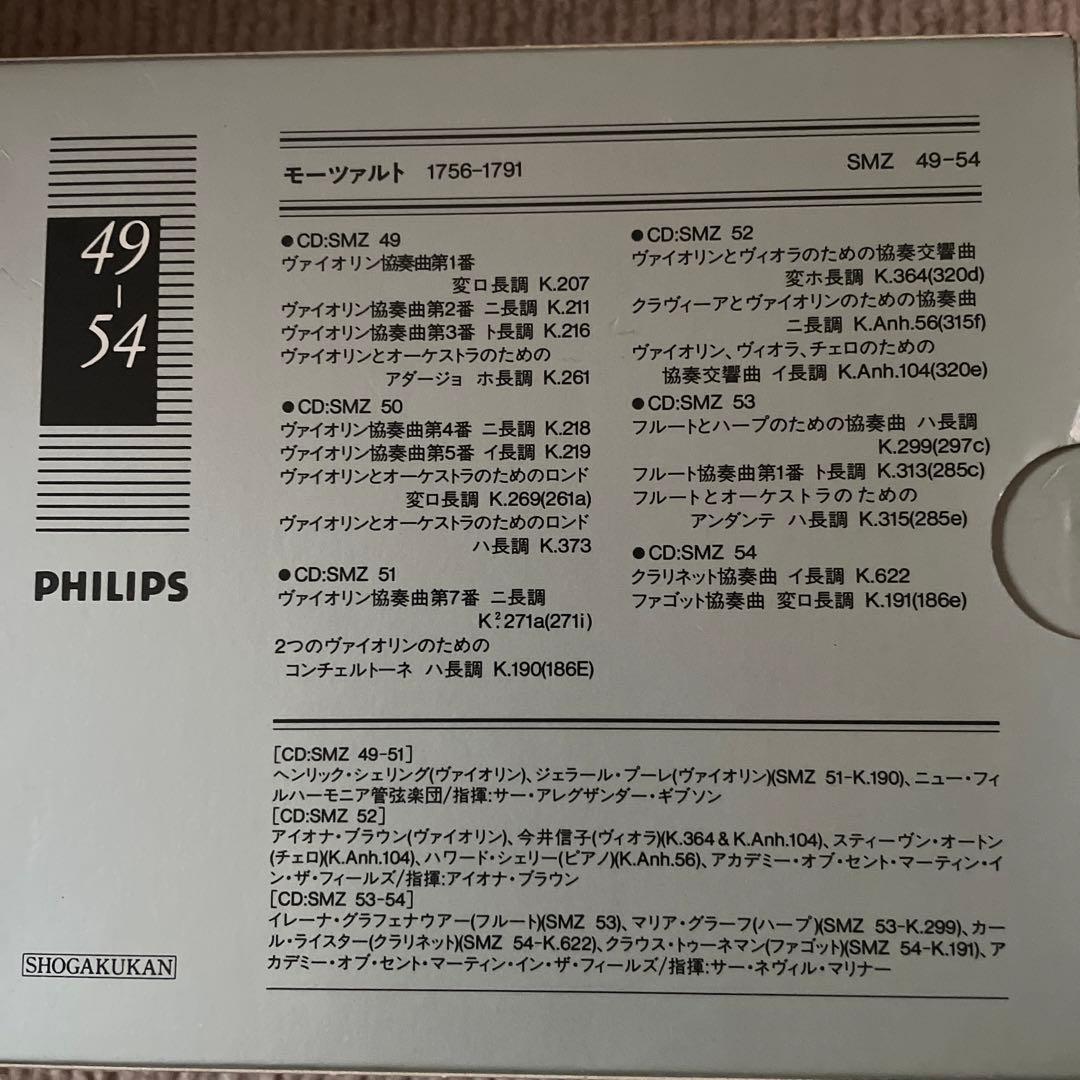 49
-
54
PHILIPS
SHOGAKUKAN
モーツァルト 1756-1791
SMZ 49-54
●CD:SMZ 49
ヴァイオリン協奏曲第1番
変ロ長調 K.207
ヴァイオリン協奏曲第2番 ニ長調 K.211
ヴァイオリン協奏曲第3番 ト長調 K.216
ヴァイオリンとオーケストラのための
アダージョ ホ長調 K.261
●CD:SMZ 50
ヴァイオリン協奏曲第4番 ニ長調 K.218
ヴァイオリン協奏曲第5番 イ長調 K.219
ヴァイオリンとオーケストラのためのロンド
変ロ長調 K.269(261a)
ヴァイオリンとオーケストラのためのロンド
ハ長調 K.373
●CD:SMZ 51
ヴァイオリン協奏曲第7番 ニ長調
K².271a(271i)
2つのヴァイオリンのための
コンチェルトーネ ハ長調 K.190(186E)
●CD:SMZ 52
ヴァイオリンとヴィオラのための協奏交響曲
変ホ長調 K.364(320d)
クラヴィーアとヴァイオリンのための協奏曲
ニ長調 K.Anh.56(315f)
ヴァイオリン、ヴィオラ、チェロのための
協奏交響曲 イ長調 K.Anh.104(320e)
●CD:SMZ 53
フルートとハープのための協奏曲 ハ長調
K.299(297c)
フルート協奏曲第1番 ト長調 K.313(285c)
フルートとオーケストラのための
アンダンテ ハ長調 K.315(285e)
●CD:SMZ 54
クラリネット協奏曲 イ長調 K.622
ファゴット協奏曲 変ロ長調 K.191(186e)
[CD:SMZ 49-51]
ヘンリック・シェリング(ヴァイオリン)、ジェラール・プーレ(ヴァイオリン)(SMZ 51-K.190)、ニュー・フィ
ルハーモニア管弦楽団/指揮:サー・アレグザンダー・ギブソン
[CD:SMZ 52]
アイオナ・ブラウン(ヴァイオリン)、今井信子(ヴィオラ)(K.364&K.Anh.104)、スティーヴン・オートン
(チェロ)(K.Anh.104)、ハワード・シェリー(ピアノ)(K.Anh.56)、アカデミー・オブ・セント・マーティン・イ
ン・ザ・フィールズ/指揮:アイオナ・ブラウン
[CD:SMZ 53-54]
イレーナ・グラフェナウアー(フルート)(SMZ 53)、マリア・グラーフ(ハープ)(SMZ 53-K.299)、カー
ル・ライスター(クラリネット)(SMZ 54-K.622)、クラウス・トゥーネマン(ファゴット)(SMZ 54-K.191)、ア
カデミー・オブ・セント・マーティン・イン・ザ・フィールズ/指揮:サー・ネヴィル・マリナー